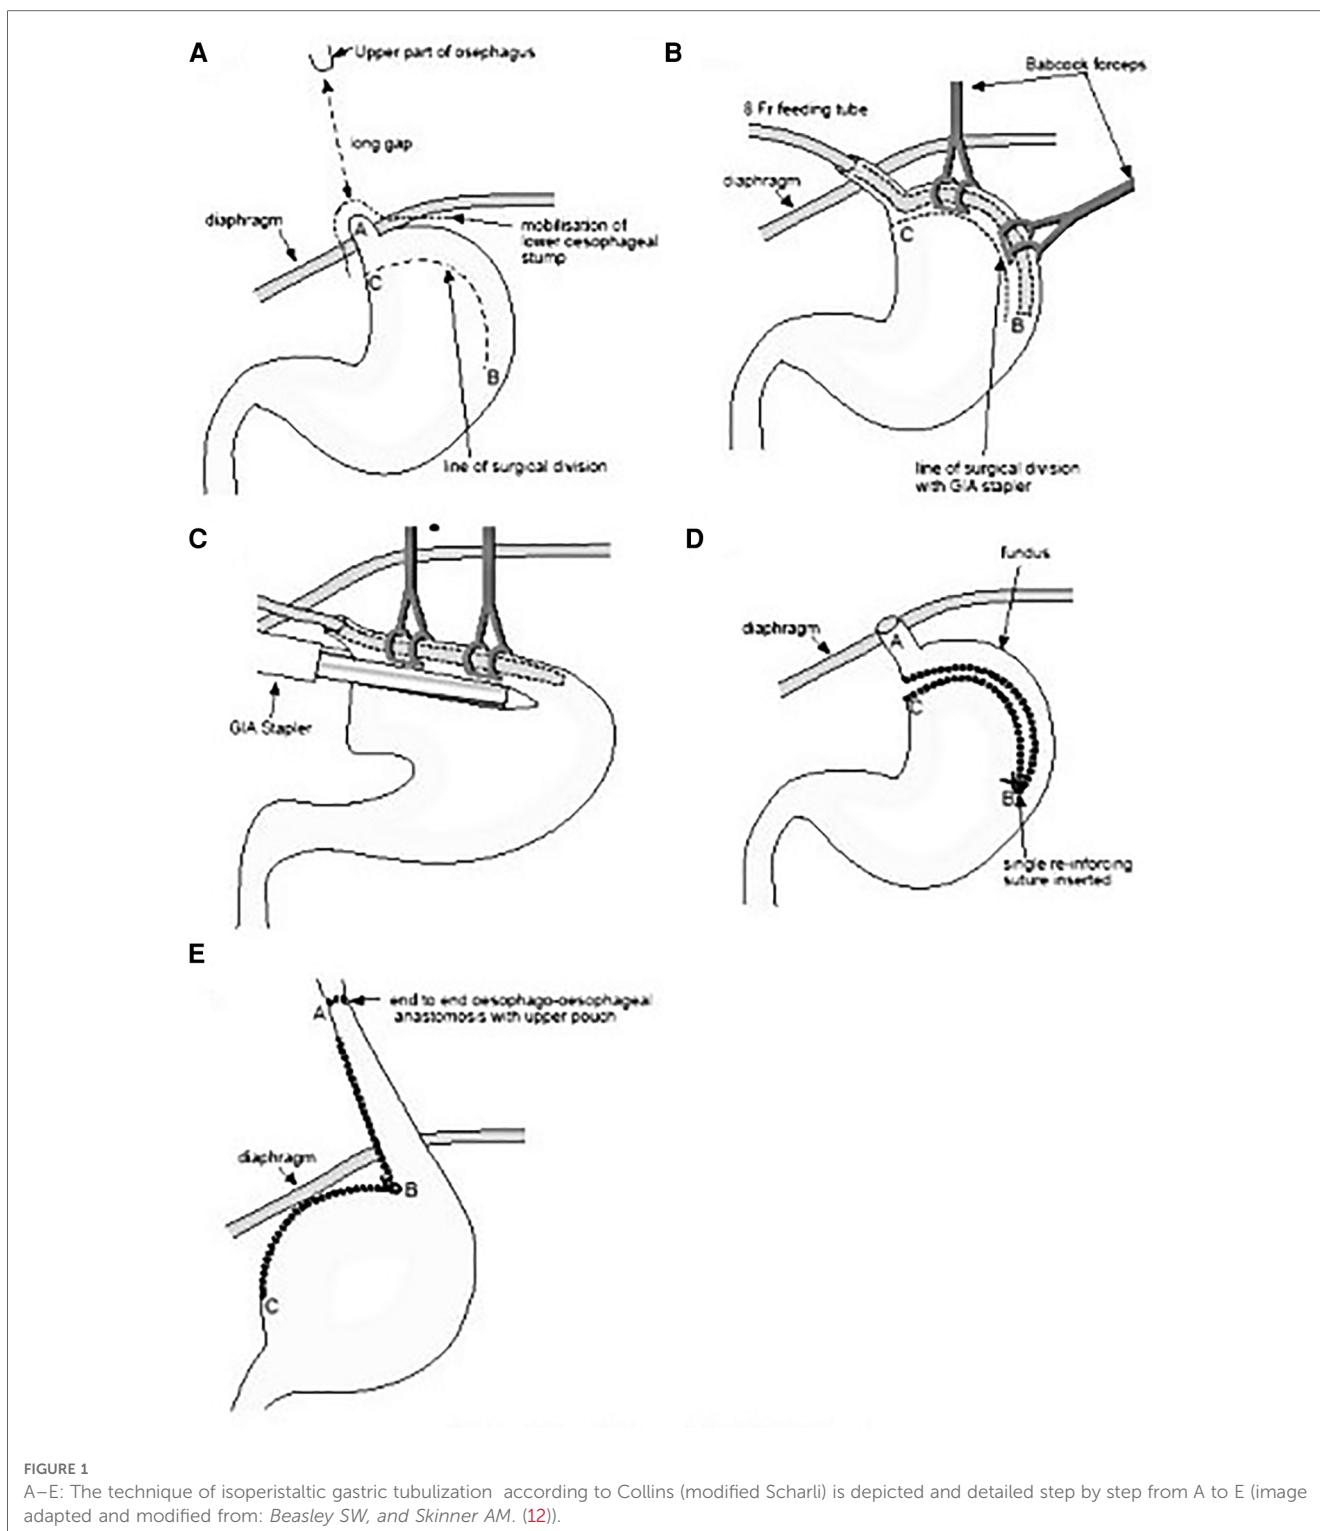 A
Upper part of osephagus
long gap
diaphragm
A
mobilisation of
lower oesophageal
stump
C
B
line of surgical division
B
Babcock forceps
8 Fr feeding tube
diaphragm
C
B
line of surgical division
with GIA stapler
C
GIA Stapler
D
fundus
diaphragm
A
C
B
single re-inforcing
suture inserted
E
end to end oesophago-oesophageal
anastomosis with upper pouch
A
diaphragm
B
C
FIGURE 1
A–E: The technique of isoperistaltic gastric tubulization according to Collins (modified Scharli) is depicted and detailed step by step from A to E (image
adapted and modified from: Beasley SW, and Skinner AM. (12)).